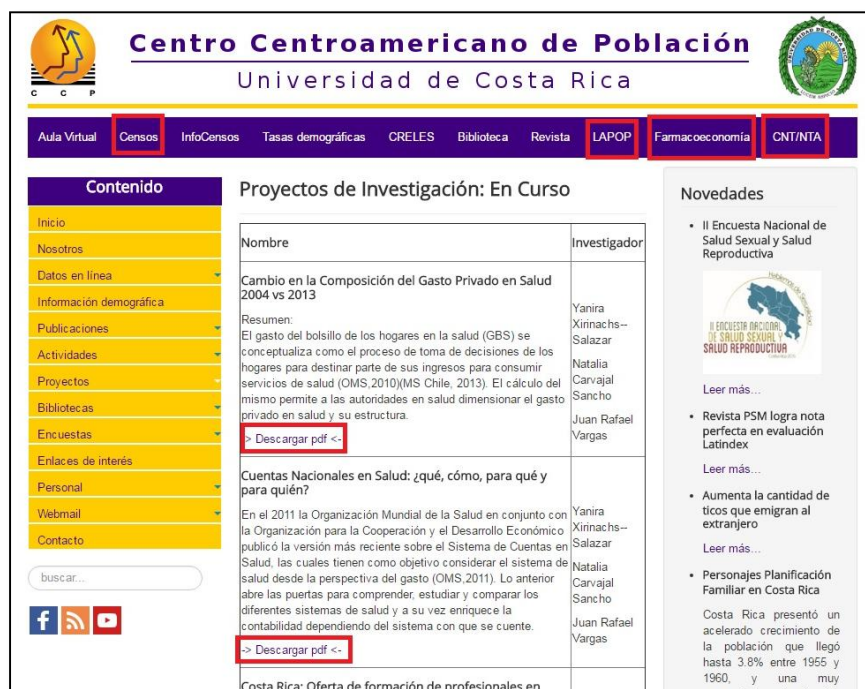 Centro Centroamericano de Población
Universidad de Costa Rica
C C P
Aula Virtual Censos InfoCensos Tasas demográficas CRELES Biblioteca Revista LAPOP Farmacoeconomía CNT/NTA
Contenido
Inicio
Nosotros
Datos en línea
Información demográfica
Publicaciones
Actividades
Proyectos
Bibliotecas
Encuestas
Enlaces de interés
Personal
Webmail
Contacto
buscar...
Proyectos de Investigación: En Curso
Nombre
Investigador
Cambio en la Composición del Gasto Privado en Salud
2004 vs 2013
Resumen:
El gasto del bolsillo de los hogares en la salud (GBS) se
conceptualiza como el proceso de toma de decisiones de los
hogares para destinar parte de sus ingresos para consumir
servicios de salud (OMS,2010)(MS Chile, 2013). El cálculo del
mismo permite a las autoridades en salud dimensionar el gasto
privado en salud y su estructura.
-> Descargar pdf <-
Yanira
Xirinachs--
Salazar
Natalia
Carvajal
Sancho
Juan Rafael
Vargas
Cuentas Nacionales en Salud: ¿qué, cómo, para qué y
para quién?
En el 2011 la Organización Mundial de la Salud en conjunto con
la Organización para la Cooperación y el Desarrollo Económico
publicó la versión más reciente sobre el Sistema de Cuentas en
Salud, las cuales tienen como objetivo considerar el sistema de
salud desde la perspectiva del gasto (OMS,2011). Lo anterior
abre las puertas para comprender, estudiar y comparar los
diferentes sistemas de salud y a su vez enriquece la
contabilidad dependiendo del sistema con que se cuente.
-> Descargar pdf <-
Yanira
Xirinachs--
Salazar
Natalia
Carvajal
Sancho
Juan Rafael
Vargas
Costa Rica: Oferta de formación de profesionales en
Novedades
II Encuesta Nacional de
Salud Sexual y Salud
Reproductiva
Hablemos de Sexualidad
II ENCUESTA NACIONAL
DE SALUD SEXUAL Y
SALUD REPRODUCTIVA
Leer más...
Revista PSM logra nota
perfecta en evaluación
Latindex
Leer más...
Aumenta la cantidad de
ticos que emigran al
extranjero
Leer más...
Personajes Planificación
Familiar en Costa Rica
Costa Rica presentó un
acelerado crecimiento de
la población que llegó
hasta 3.8% entre 1955 y
1960, y una muy